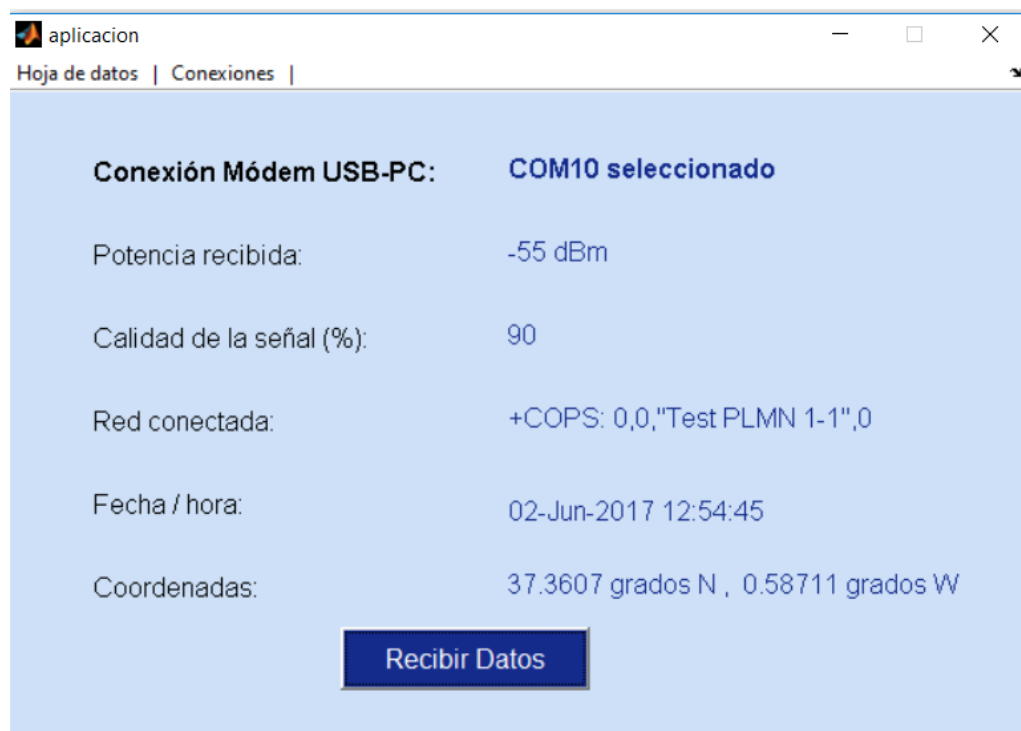 aplicacion
Hoja de datos | Conexiones |
Conexión Módem USB-PC: COM10 seleccionado
Potencia recibida: -55 dBm
Calidad de la señal (%): 90
Red conectada: +COPS: 0,0,"Test PLMN 1-1",0
Fecha / hora: 02-Jun-2017 12:54:45
Coordenadas: 37.3607 grados N , 0.58711 grados W
Recibir Datos